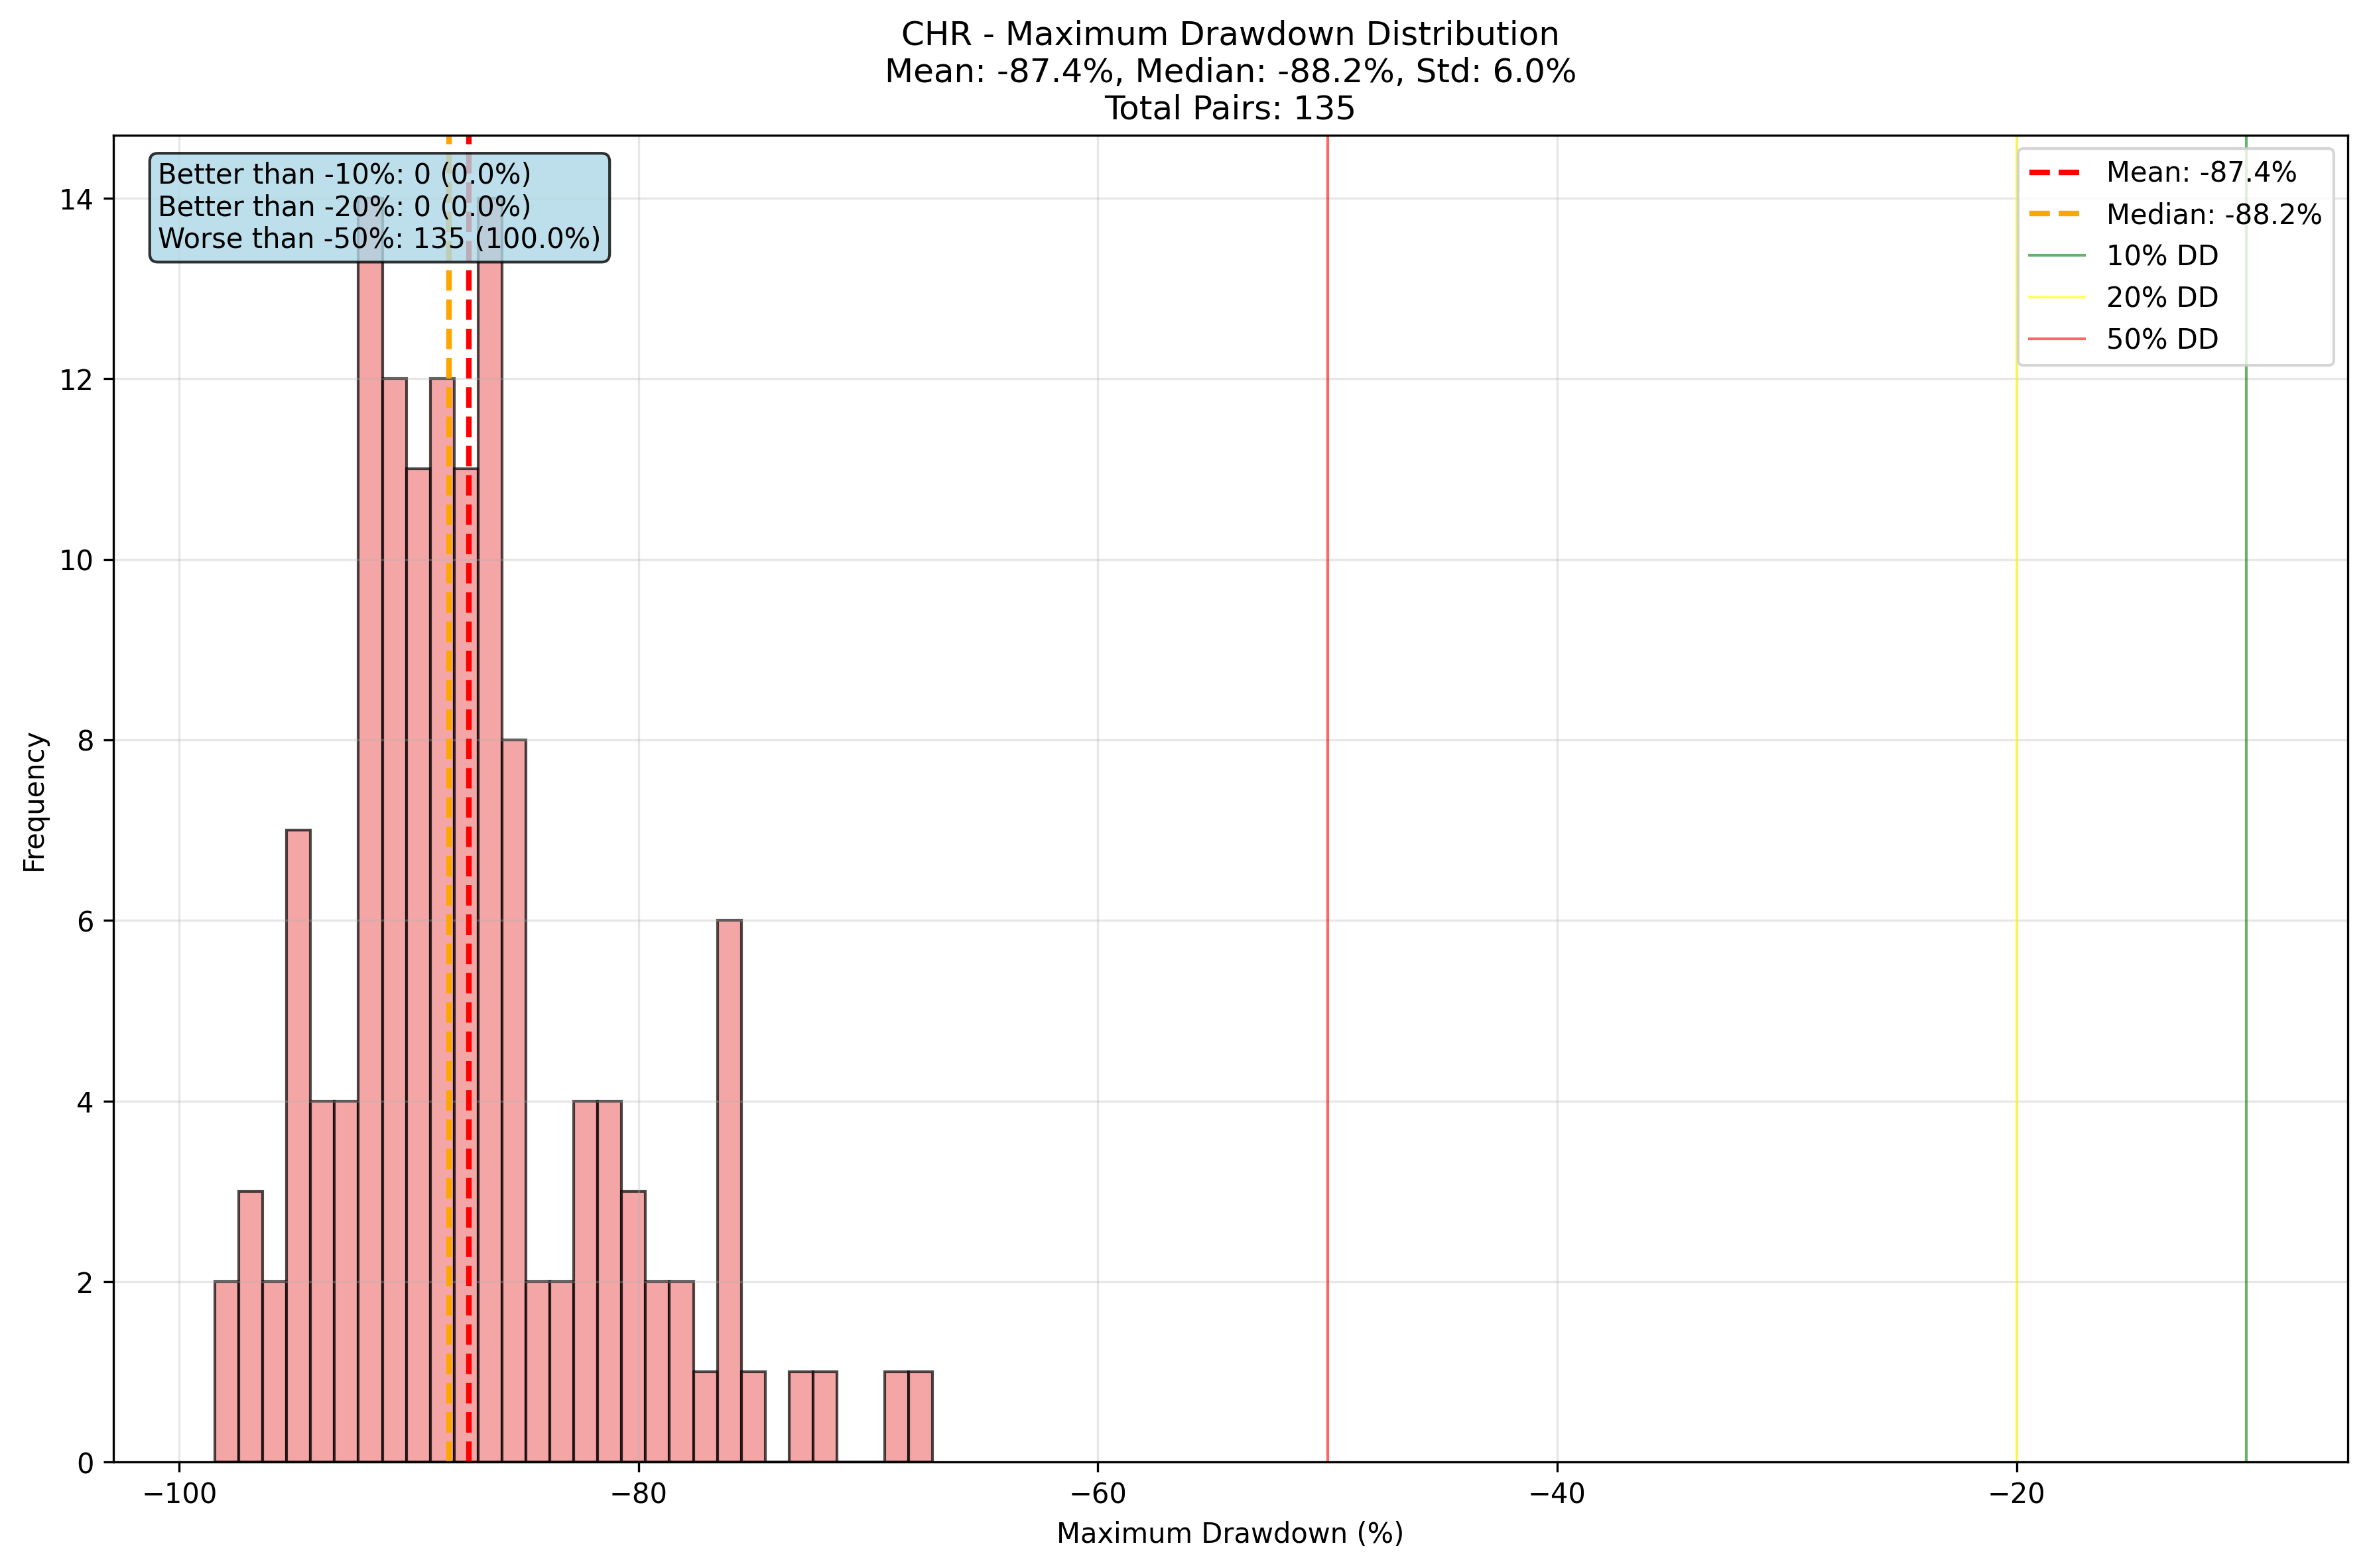 CHR - Maximum Drawdown Distribution
Mean: -87.4%, Median: -88.2%, Std: 6.0%
Total Pairs: 135
Better than -10%: 0 (0.0%)
Better than -20%: 0 (0.0%)
Worse than -50%: 135 (100.0%)
Mean: -87.4%
Median: -88.2%
10% DD
20% DD
50% DD
14
12
10
8
6
4
2
0
Frequency
−100
−80
−60
−40
−20
Maximum Drawdown (%)